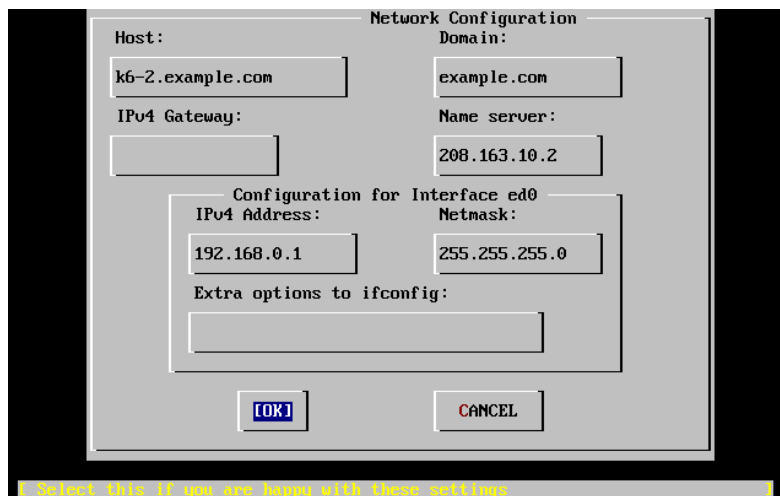 Network Configuration
Host: Domain:
k6-2.example.com example.com
IPv4 Gateway: Name server:
208.163.10.2
Configuration for Interface ed0
IPv4 Address: Netmask:
192.168.0.1 255.255.255.0
Extra options to ifconfig:
[OK] CANCEL
[ Select this if you are happy with these settings ]